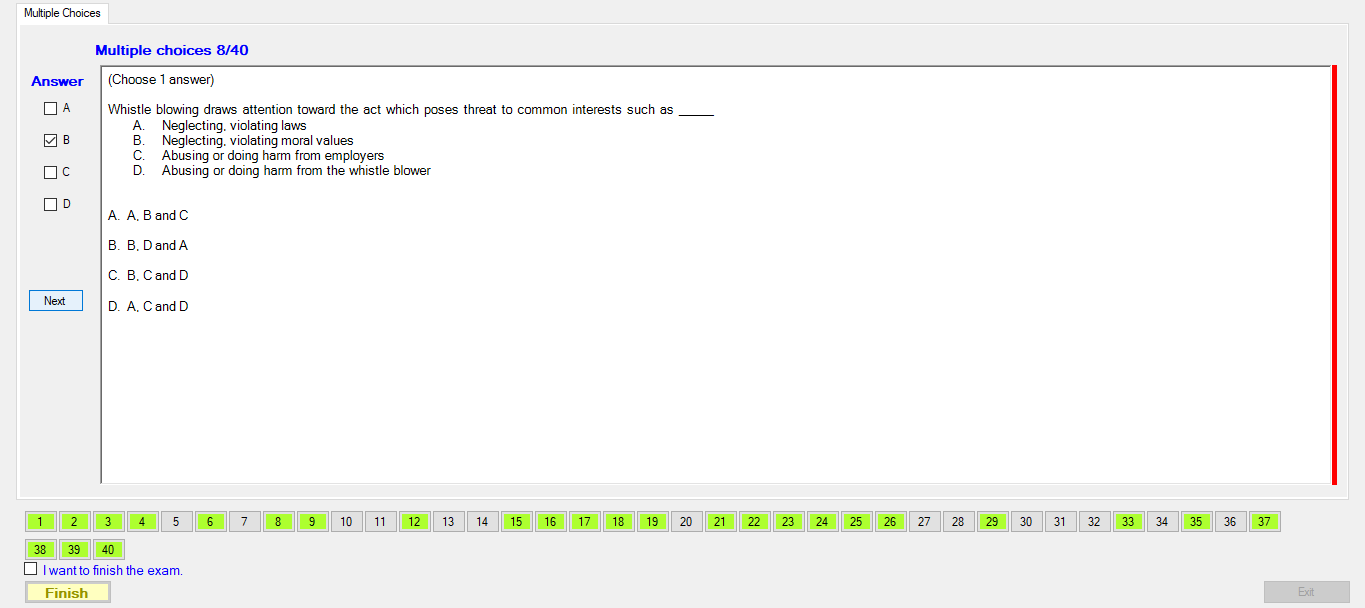 Multiple Choices
Multiple choices 8/40
Answer
A
B
C
D
Next
(Choose 1 answer)
Whistle blowing draws attention toward the act which poses threat to common interests such as _____
A. Neglecting, violating laws
B. Neglecting, violating moral values
C. Abusing or doing harm from employers
D. Abusing or doing harm from the whistle blower
A. A, B and C
B. B, D and A
C. B, C and D
D. A, C and D
1 2 3 4 5 6 7 8 9 10 11 12 13 14 15 16 17 18 19 20 21 22 23 24 25 26 27 28 29 30 31 32 33 34 35 36 37
38 39 40
I want to finish the exam.
Finish
Exit